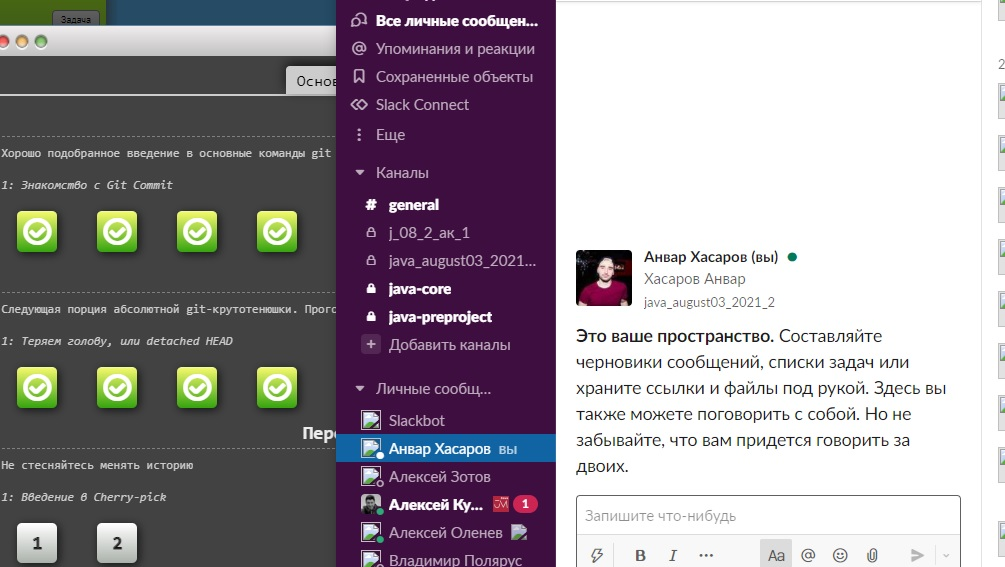 Задача
Основ
Хорошо подобранное введение в основные команды git
1: Знакомство с Git Commit
Следующая порция абсолютной git-крутотенюшки. Прого
1: Теряем голову, или detached HEAD
Пере
Не стесняйтесь менять историю
1: Введение в Cherry-pick
1 2
Все личные сообщен...
Упоминания и реакции
Сохраненные объекты
Slack Connect
Еще
Каналы
# general
j_08_2_ак_1
java_august03_2021...
java-core
java-preproject
+ Добавить каналы
Личные сообщ...
Slackbot
Анвар Хасаров вы
Алексей Зотов
Алексей Ку... 1
Алексей Оленев
Владимир Полярус
Анвар Хасаров (вы)
Хасаров Анвар
java_august03_2021_2
Это ваше пространство. Составляйте
черновики сообщений, списки задач или
храните ссылки и файлы под рукой. Здесь вы
также можете поговорить с собой. Но не
забывайте, что вам придется говорить за
двоих.
Запишите что-нибудь
B I ... Aa @
2